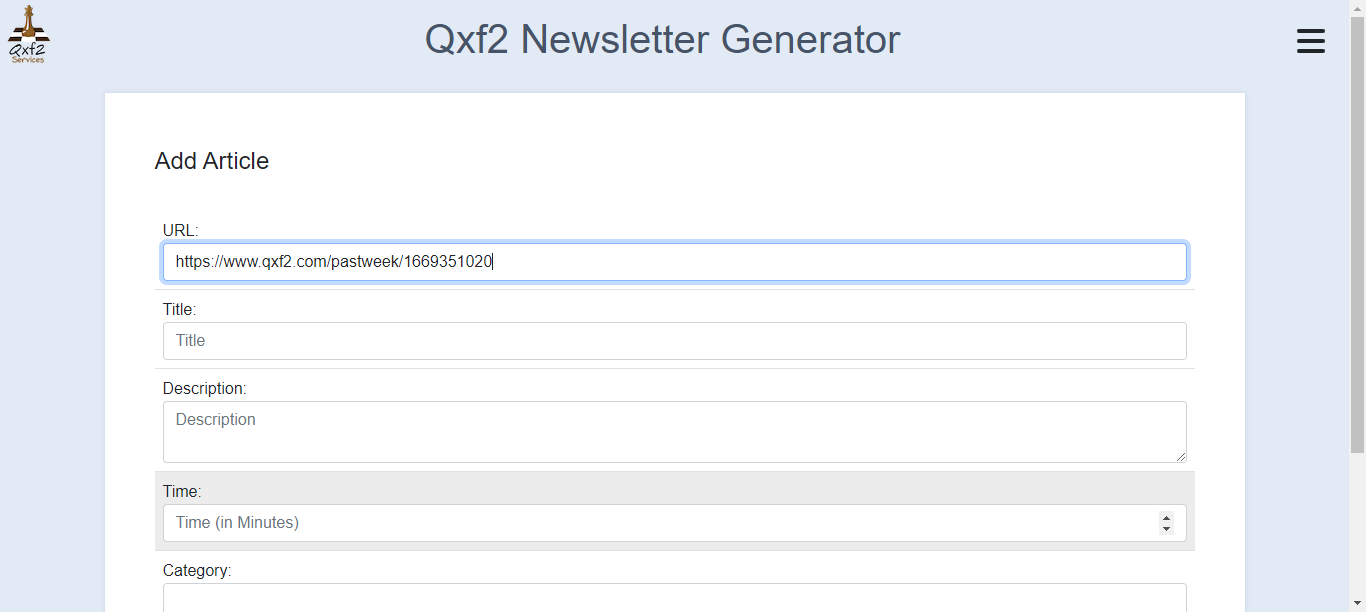 Qxf2
Services
Qxf2 Newsletter Generator
Add Article
URL:
https://www.qxf2.com/pastweek/1669351020
Title:
Title
Description:
Description
Time:
Time (in Minutes)
Category: